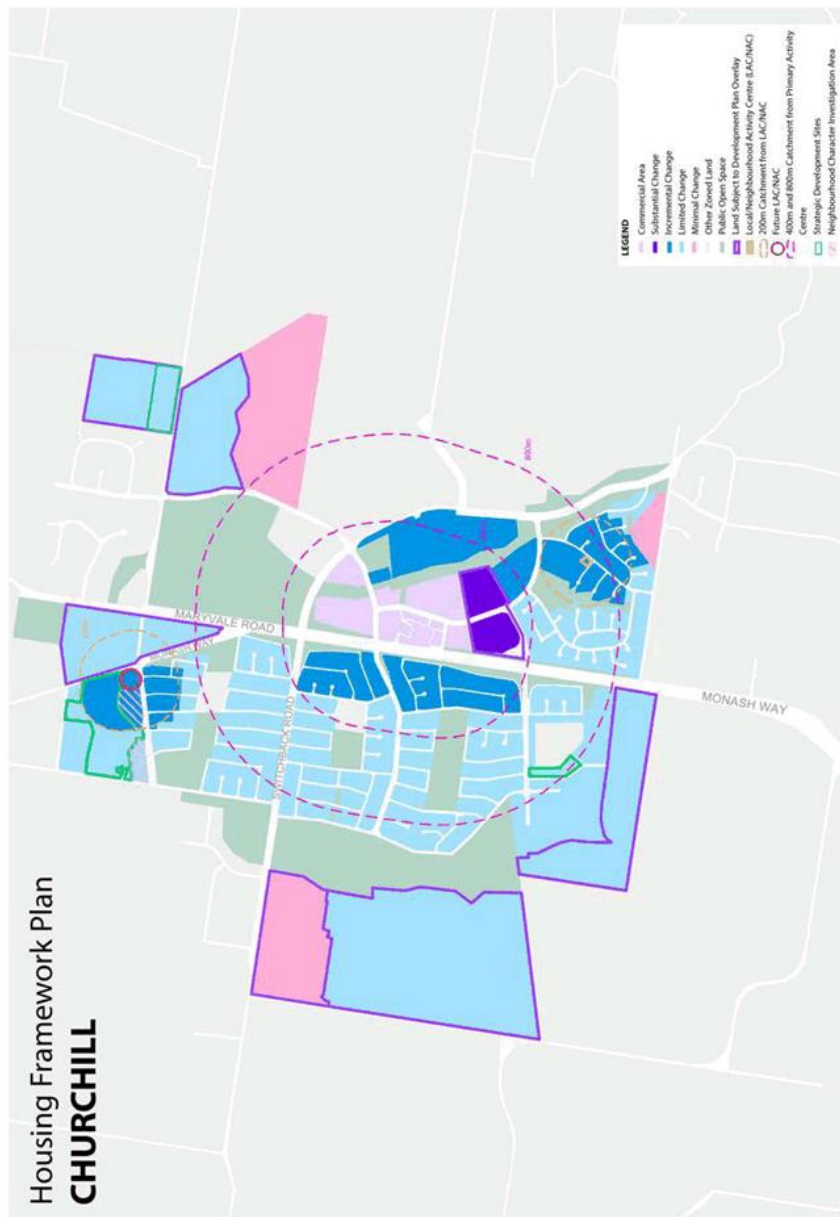 Housing Framework Plan
CHURCHILL
MARYVALE ROAD
SWITCHBACK ROAD
MONASH WAY
800m
LEGEND
Commercial Area
Substantial Change
Incremental Change
Limited Change
Minimal Change
Other Zoned Land
Public Open Space
Land Subject to Development Plan Overlay
Local/Neighbourhood Activity Centre (LAC/NAC)
200m Catchment from LAC/NAC
Future LAC/NAC
400m and 800m Catchment from Primary Activity
Centre
Strategic Development Sites
Neighbourhood Character Investigation Area